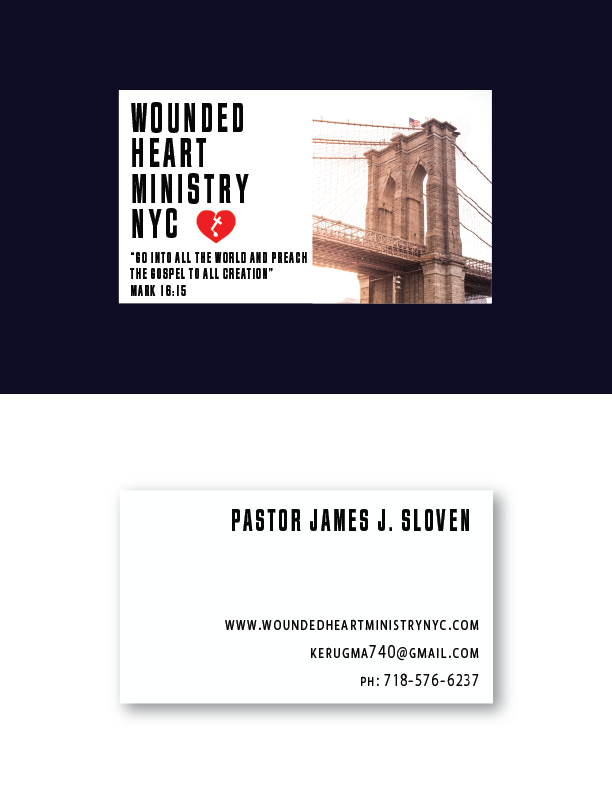 WOUNDED
HEART
MINISTRY
NYC
"GO INTO ALL THE WORLD AND PREACH
THE GOSPEL TO ALL CREATION"
MARK 16:15
PASTOR JAMES J. SLOVEN
WWW.WOUNDEDHEARTMINISTRYNYC.COM
KERUGMA740@GMAIL.COM
PH: 718-576-6237